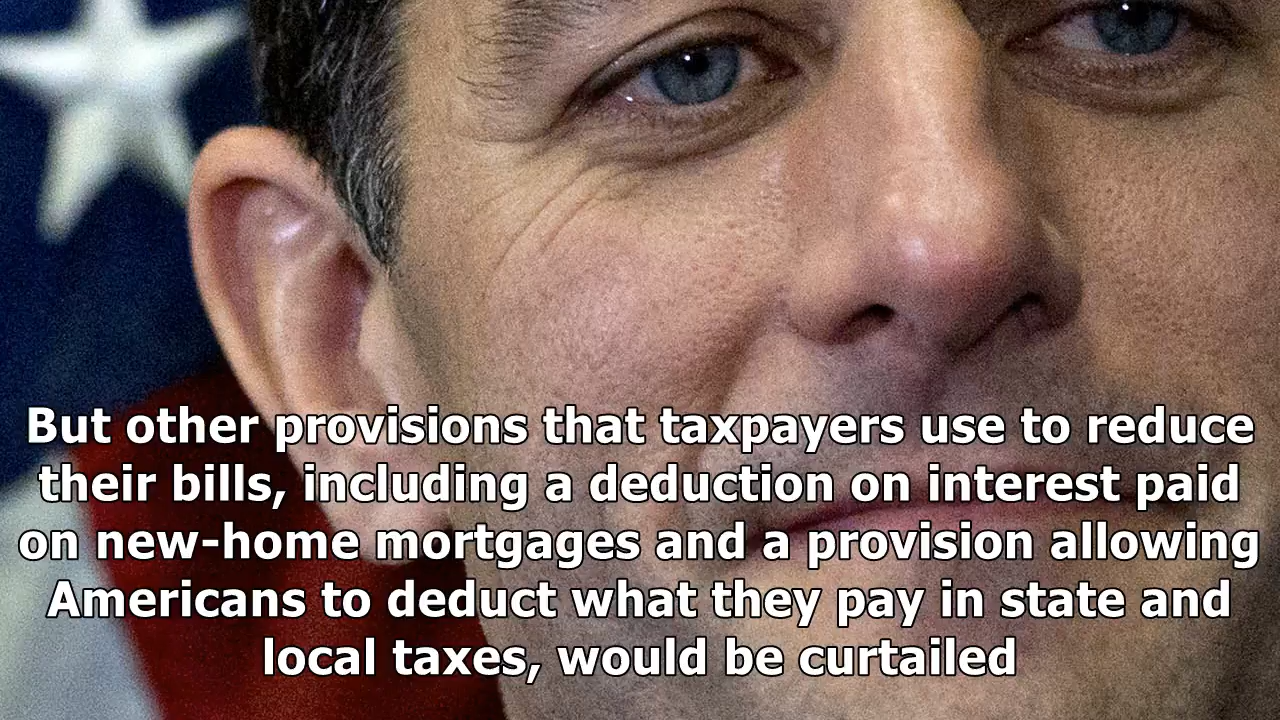 But other provisions that taxpayers use to reduce
their bills, including a deduction on interest paid
on new-home mortgages and a provision allowing
Americans to deduct what they pay in state and
local taxes, would be curtailed